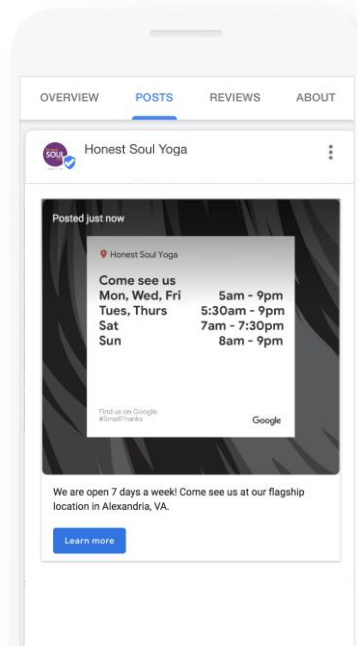 OVERVIEW POSTS REVIEWS ABOUT
SOUL
Honest Soul Yoga
Posted just now
Honest Soul Yoga
Come see us
Mon, Wed, Fri 5am - 9pm
Tues, Thurs 5:30am - 9pm
Sat 7am - 7:30pm
Sun 8am - 9pm
Find us on Google
#SmallThanks
Google
We are open 7 days a week! Come see us at our flagship
location in Alexandria, VA.
Learn more